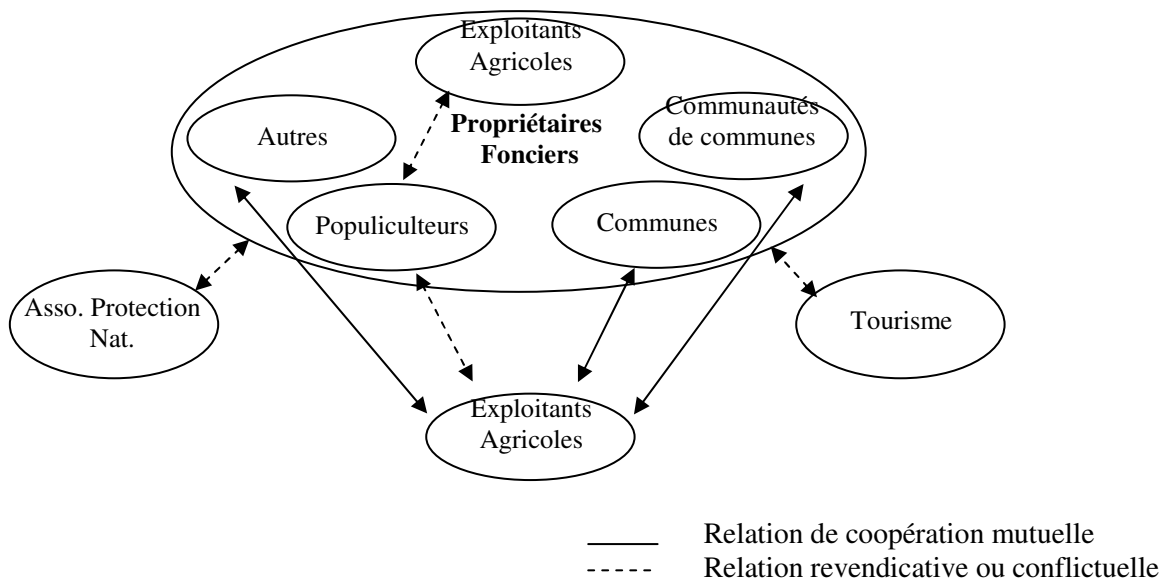 Exploitants
Agricoles
Autres
Propriétaires
Fonciers
Communautés
de communes
Populiculteurs
Communes
Asso. Protection
Nat.
Tourisme
Exploitants
Agricoles
Relation de coopération mutuelle
Relation revendicative ou conflictuelle